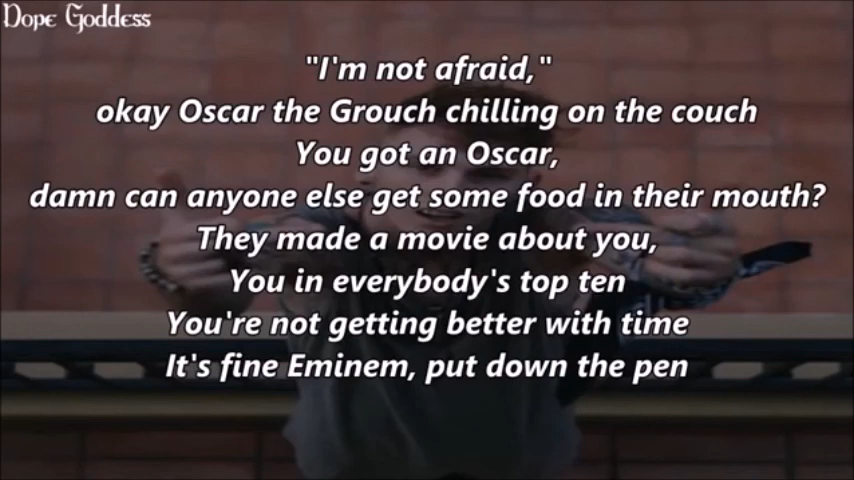 Dope Goddess
"I'm not afraid,"
okay Oscar the Grouch chilling on the couch
You got an Oscar,
damn can anyone else get some food in their mouth?
They made a movie about you,
You in everybody's top ten
You're not getting better with time
It's fine Eminem, put down the pen